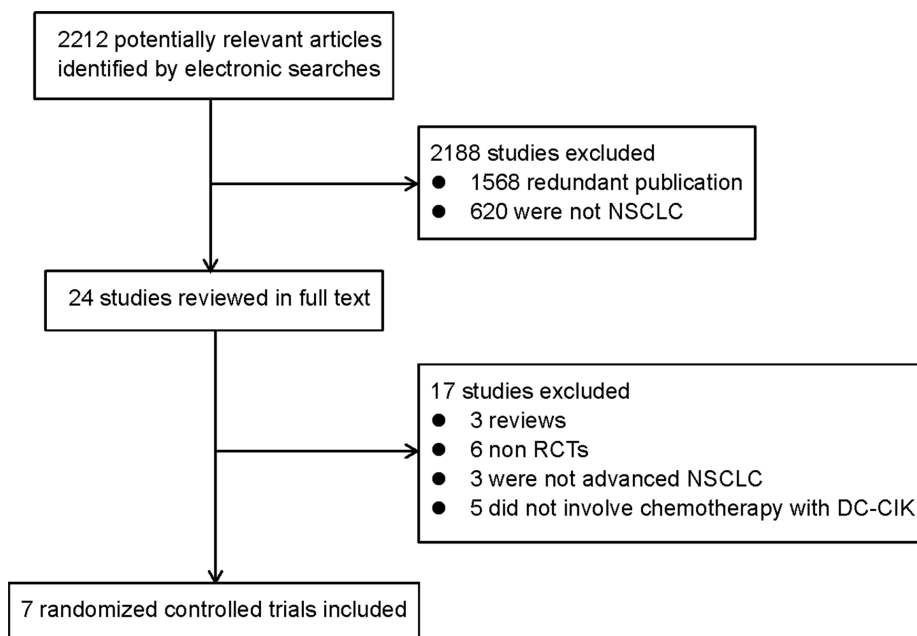 2212 potentially relevant articles
identified by electronic searches
2188 studies excluded
● 1568 redundant publication
● 620 were not NSCLC
24 studies reviewed in full text
17 studies excluded
● 3 reviews
● 6 non RCTs
● 3 were not advanced NSCLC
● 5 did not involve chemotherapy with DC-CIK
7 randomized controlled trials included